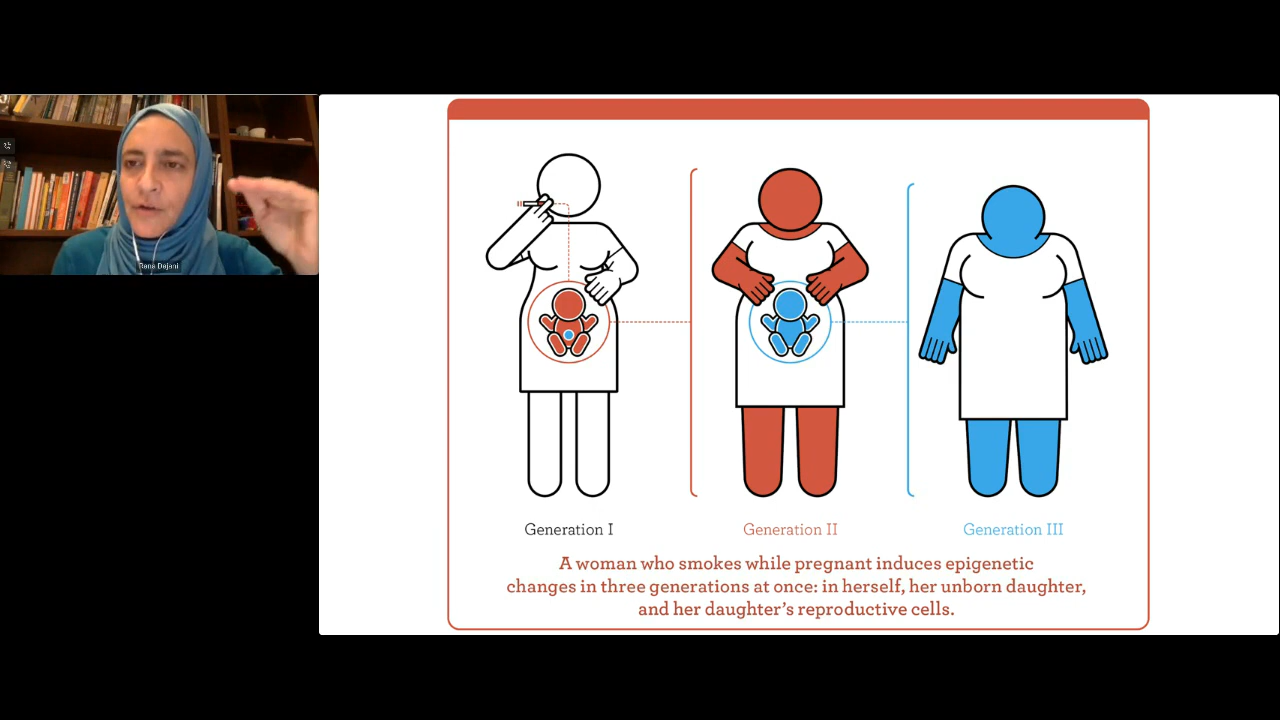 Rana Dajani
Generation I
Generation II
Generation III
A woman who smokes while pregnant induces epigenetic
changes in three generations at once: in herself, her unborn daughter,
and her daughter's reproductive cells.